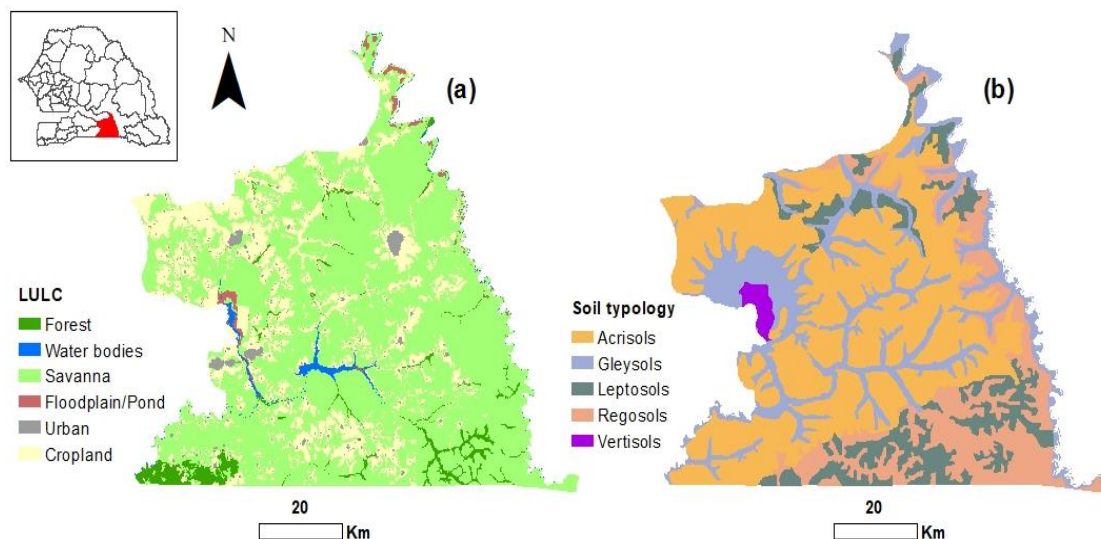 N
(a)
LULC
Forest
Water bodies
Savanna
Floodplain/Pond
Urban
Cropland
20
Km
(b)
Soil typology
Acrisols
Gleysols
Leptosols
Regosols
Vertisols
20
Km